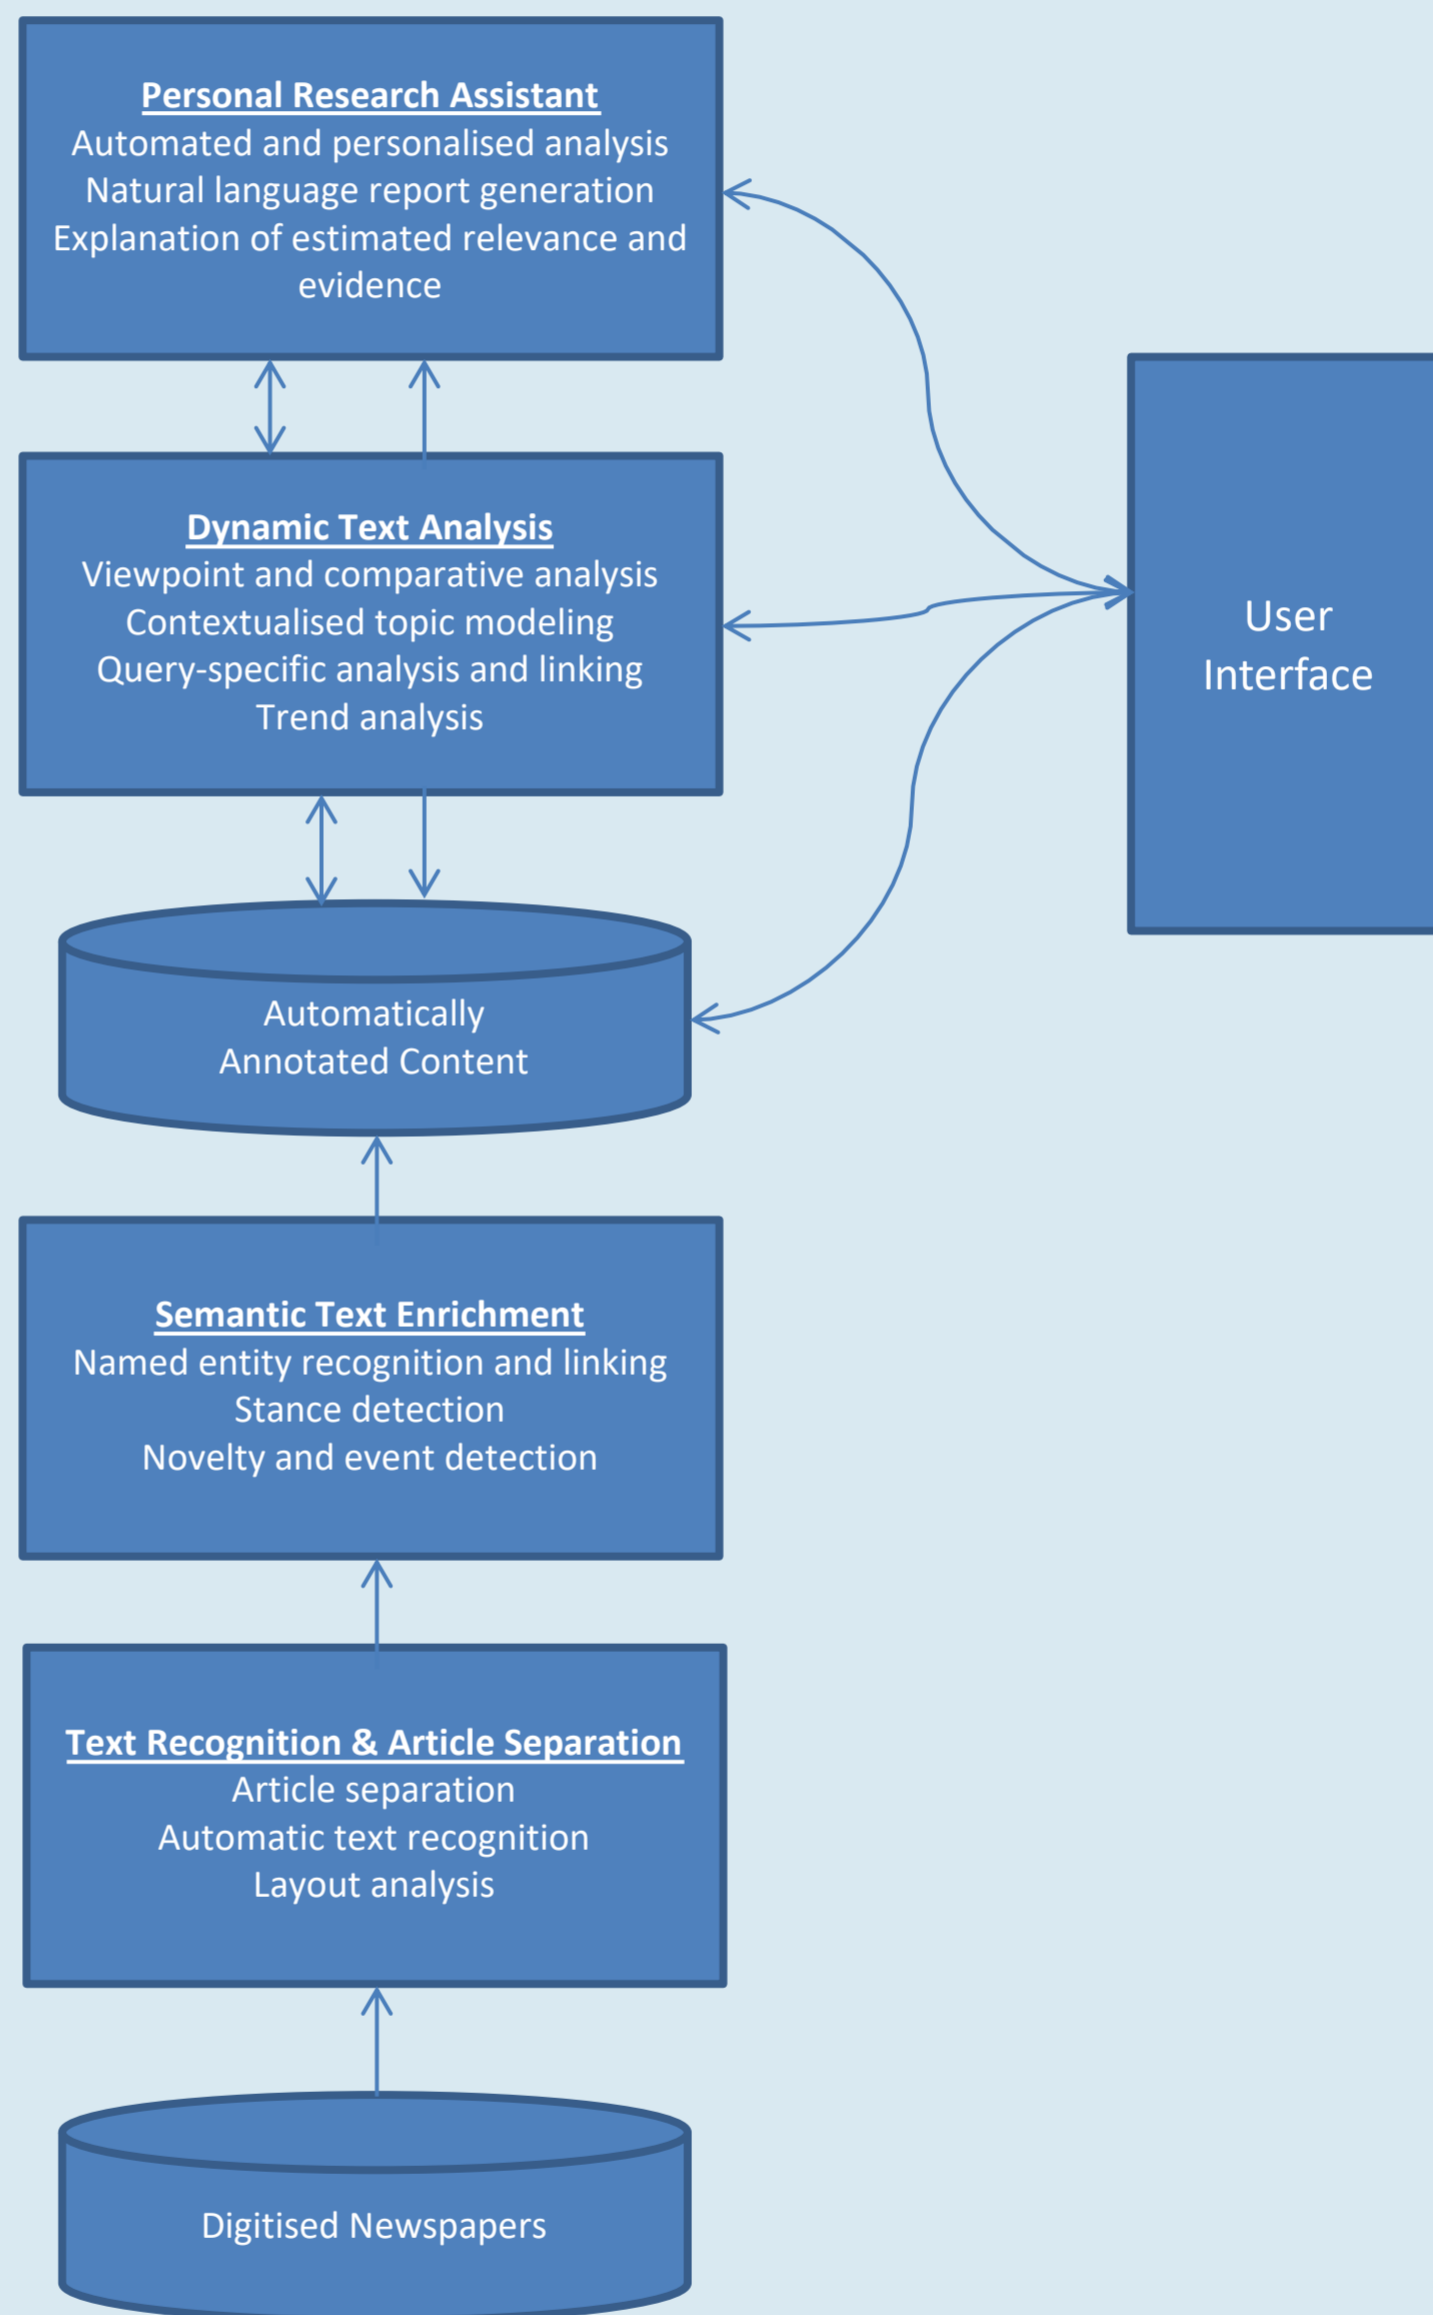 Personal Research Assistant
Automated and personalised analysis
Natural language report generation
Explanation of estimated relevance and
evidence
Dynamic Text Analysis
Viewpoint and comparative analysis
Contextualised topic modeling
Query-specific analysis and linking
Trend analysis
User
Interface
Automatically
Annotated Content
Semantic Text Enrichment
Named entity recognition and linking
Stance detection
Novelty and event detection
Text Recognition & Article Separation
Article separation
Automatic text recognition
Layout analysis
Digitised Newspapers